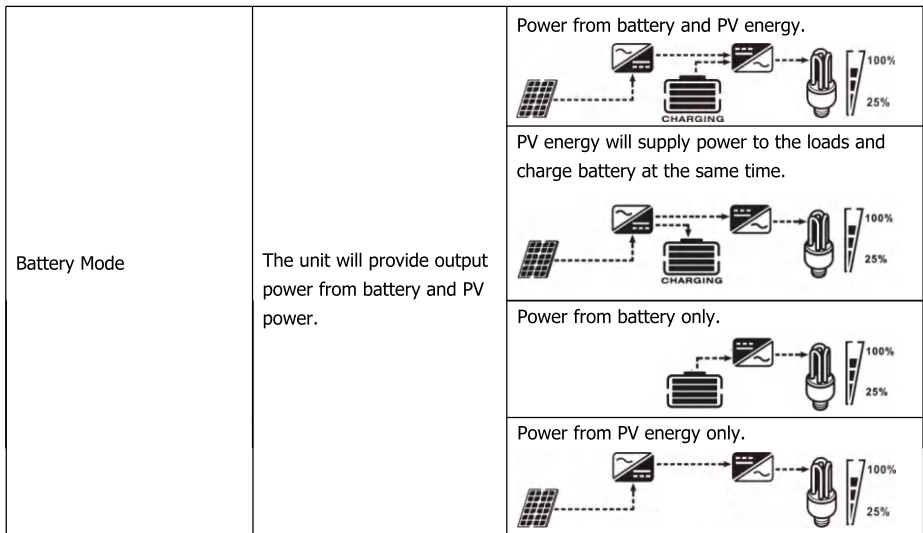 Battery Mode
The unit will provide output
power from battery and PV
power.
Power from battery and PV energy.
100%
25%
CHARGING
PV energy will supply power to the loads and
charge battery at the same time.
100%
25%
CHARGING
Power from battery only.
100%
25%
Power from PV energy only.
100%
25%